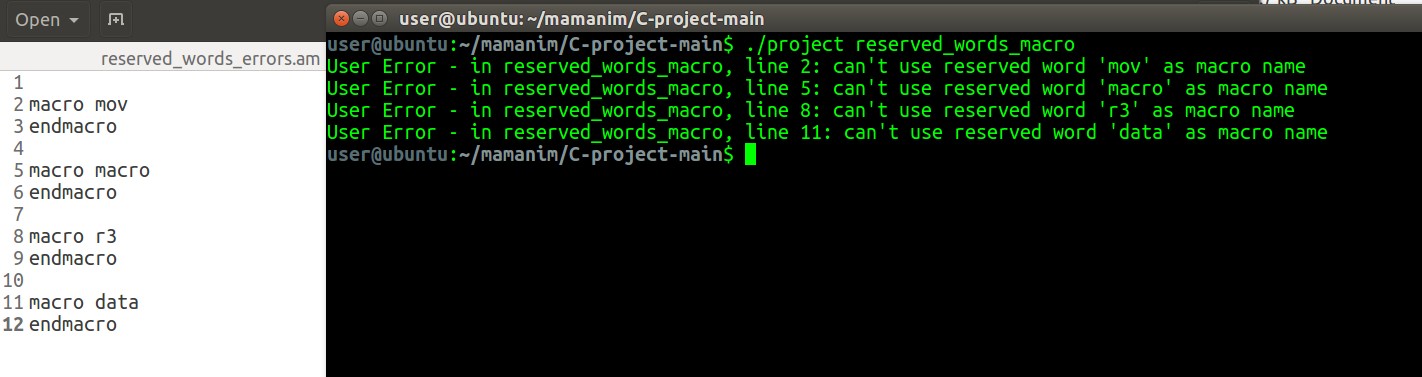 Open
user@ubuntu: ~/mamanim/C-project-main
reserved_words_errors.am
1
2 macro mov
3 endmacro
4
5 macro macro
6 endmacro
7
8 macro r3
9 endmacro
10
11 macro data
12 endmacro
user@ubuntu:~/mamanim/C-project-main$ ./project reserved_words_macro
User Error - in reserved_words_macro, line 2: can't use reserved word 'mov' as macro name
User Error - in reserved_words_macro, line 5: can't use reserved word 'macro' as macro name
User Error - in reserved_words_macro, line 8: can't use reserved word 'r3' as macro name
User Error - in reserved_words_macro, line 11: can't use reserved word 'data' as macro name
user@ubuntu:~/mamanim/C-project-main$